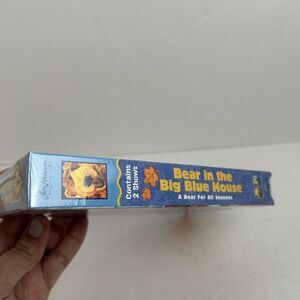 Contains
2 Shows
Bear in the
Big Blue House
A Bear For All Seasons